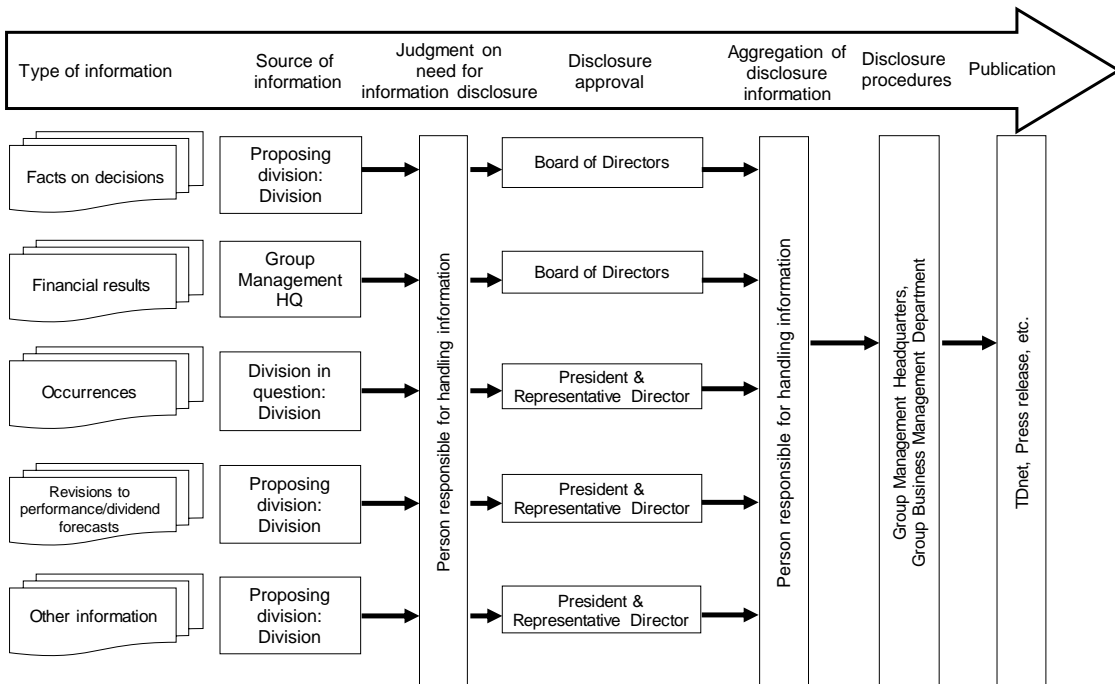 Type of information
Source of
information
Judgment on
need for
information disclosure
Disclosure
approval
Aggregation of
disclosure
information
Disclosure
procedures
Publication
Facts on decisions
Proposing
division:
Division
Board of Directors
Financial results
Group
Management
HQ
Board of Directors
Occurrences
Division in
question:
Division
President &
Representative Director
Revisions to
performance/dividend
forecasts
Proposing
division:
Division
President &
Representative Director
Other information
Proposing
division:
Division
President &
Representative Director
Person responsible for handling information
Person responsible for handling information
Group Management Headquarters,
Group Business Management Department
TDnet, Press release, etc.